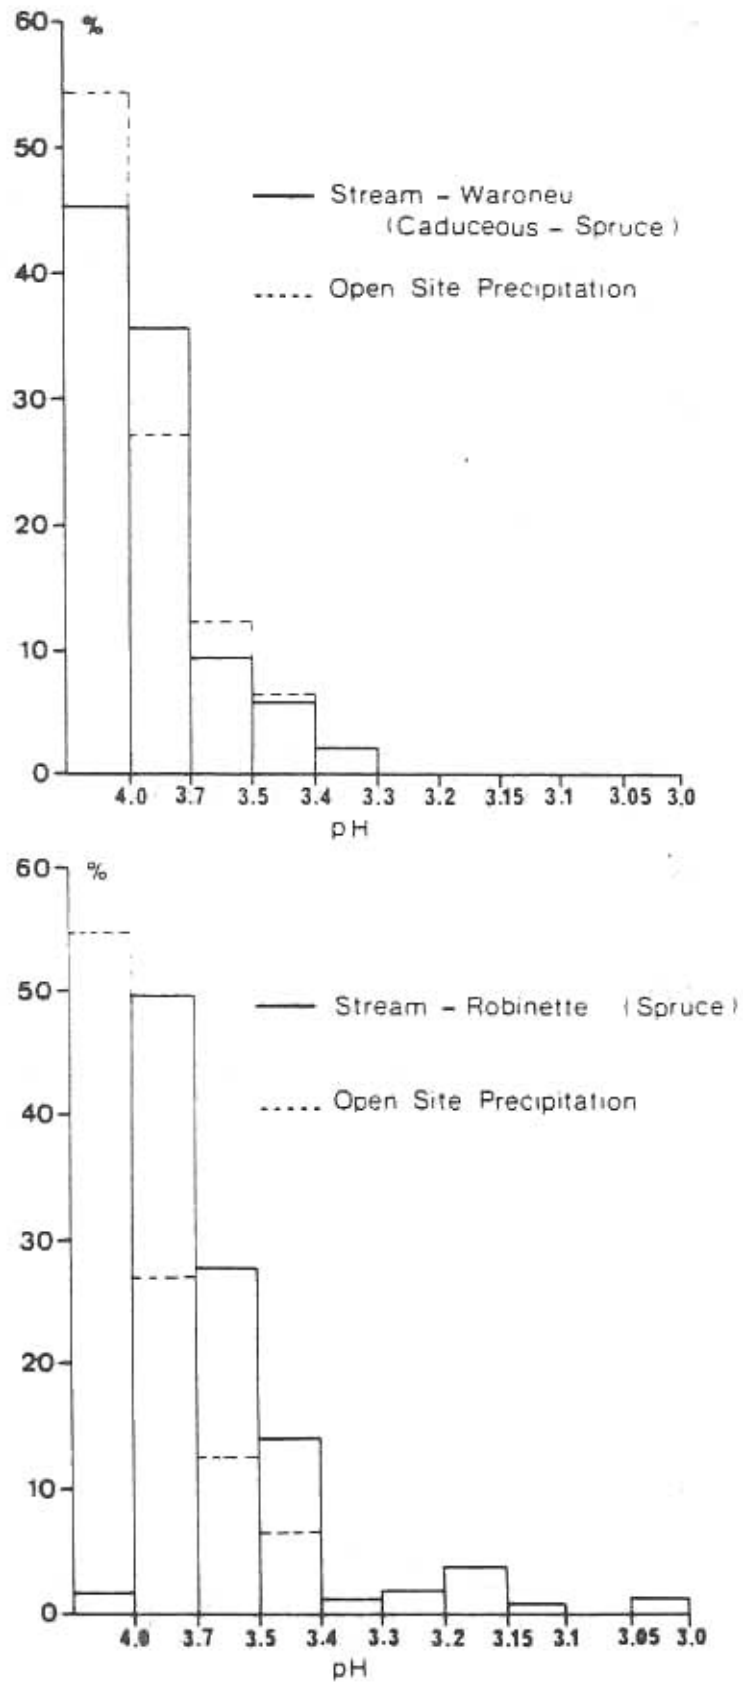 60 %
50
Stream - Waroneu
(Caduceous - Spruce)
40
Open Site Precipitation
30
20
10
0
4.0 3.7 3.5 3.4 3.3 3.2 3.15 3.1 3.05 3.0
pH
60 %
50
Stream - Robinette (Spruce)
40
Open Site Precipitation
30
20
10
0
4.0 3.7 3.5 3.4 3.3 3.2 3.15 3.1 3.05 3.0
pH